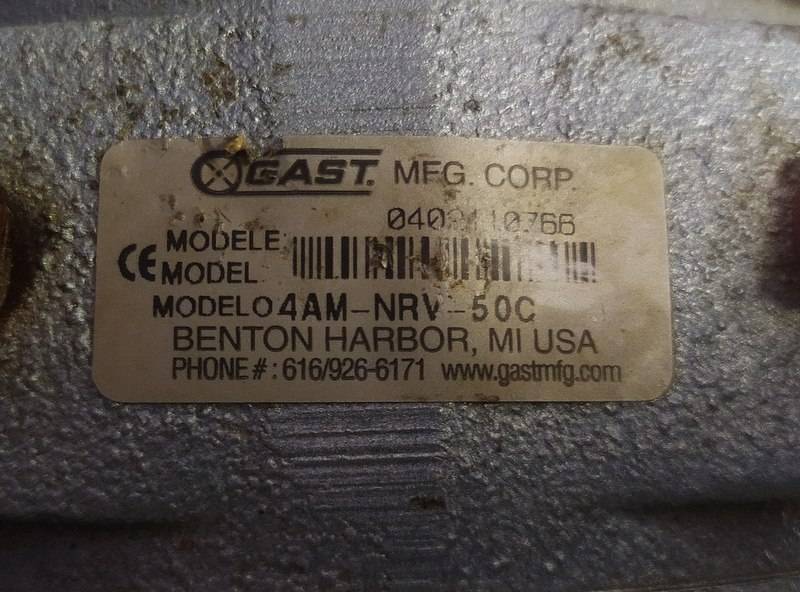 GAST. MFG. CORP.
MODELE
CE MODEL
MODELO 4AM-NRV-50C
BENTON HARBOR, MI USA
PHONE#: 616/926-6171 www.gastmfg.com